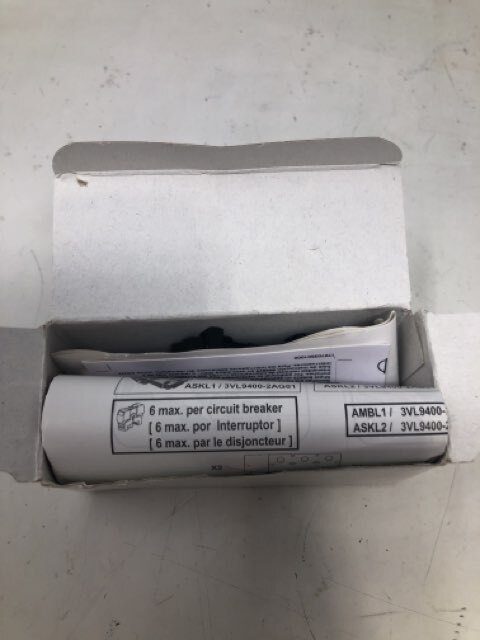 ASKL1 / 3VL9400-2AG01
6 max. per circuit breaker
[ 6 max. por Interruptor ]
[ 6 max. par le disjoncteur ]
AMBL1 / 3VL9400-
ASKL2 / 3VL9400-
X2